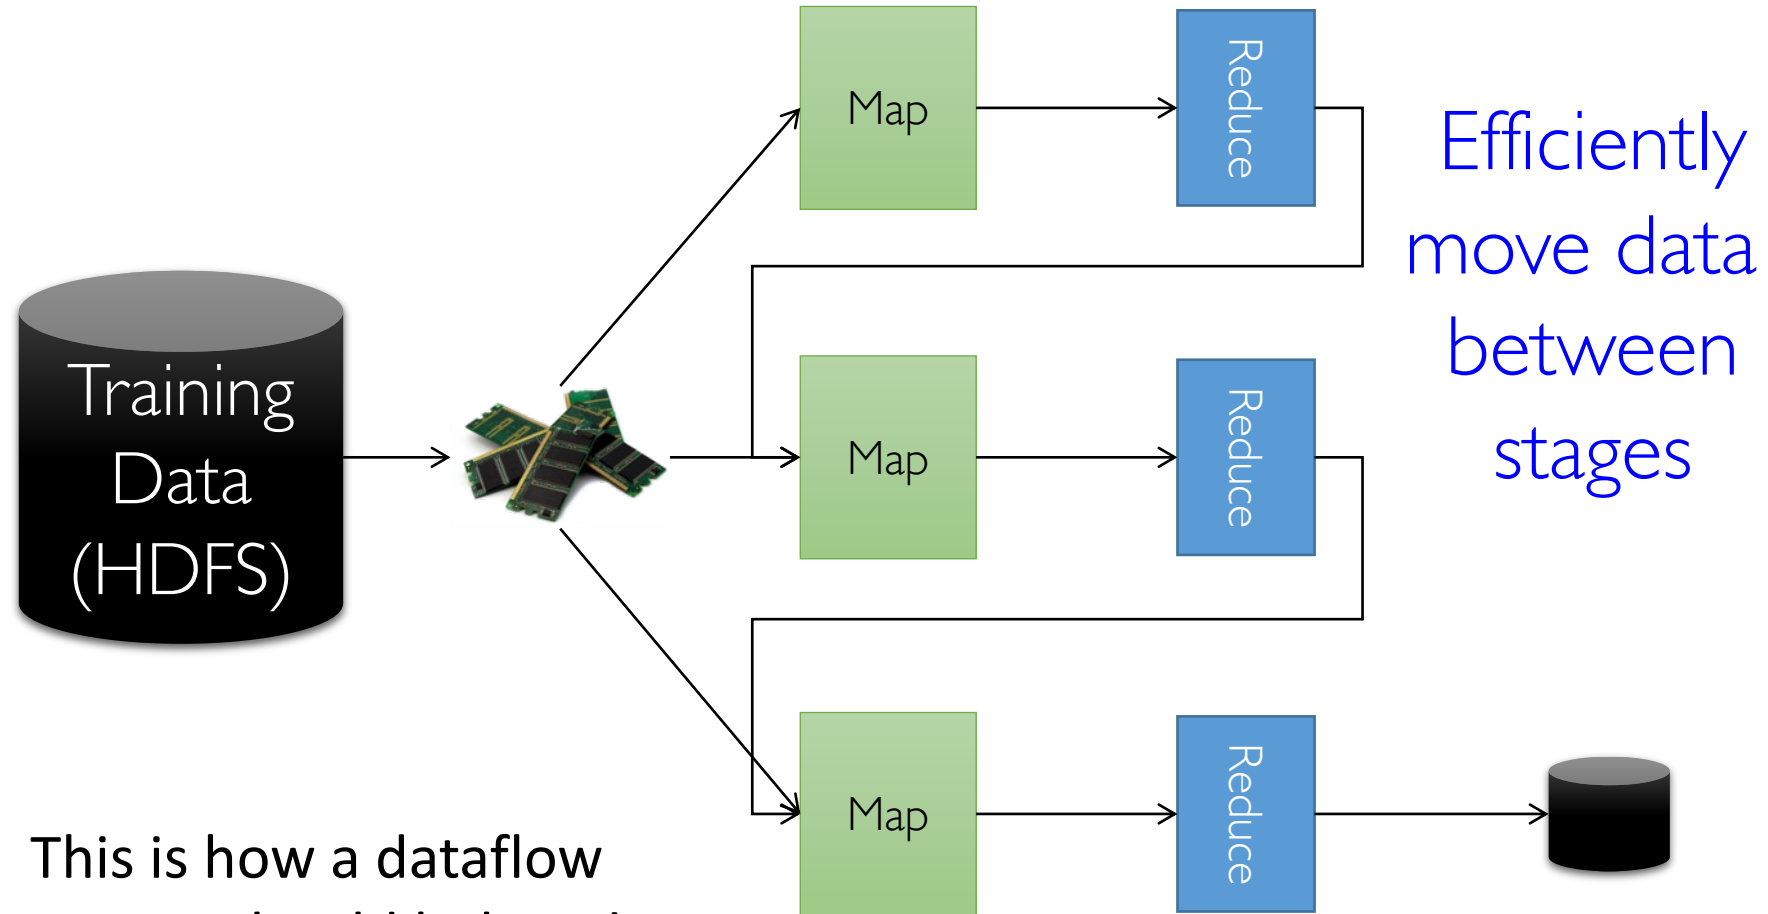 Map
Reduce
Efficiently
move data
between
stages
Training
Data
(HDFS)
Map
Reduce
Map
Reduce
This is how a dataflow